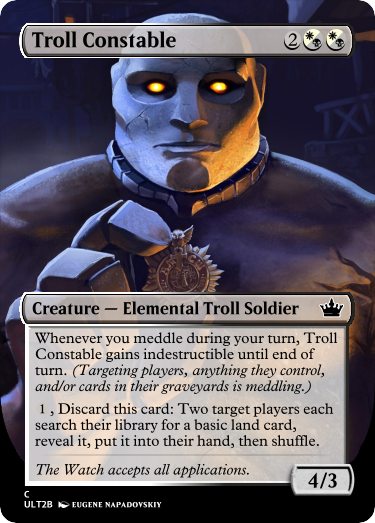 Troll Constable 2
Creature — Elemental Troll Soldier
Whenever you meddle during your turn, Troll
Constable gains indestructible until end of
turn. (Targeting players, anything they control,
and/or cards in their graveyards is meddling.)
1 , Discard this card: Two target players each
search their library for a basic land card,
reveal it, put it into their hand, then shuffle.
The Watch accepts all applications.
4/3
C
ULT2B EUGENE NAPADOVSKIY